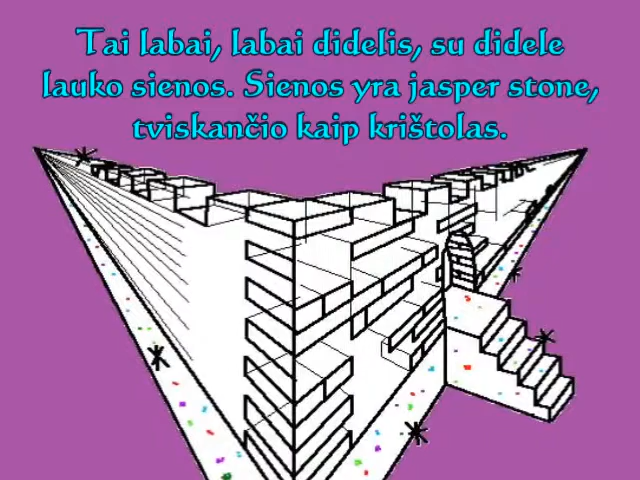 Tai labai, labai didelis, su didele
lauko sienos. Sienos yra jasper stone,
tviskančio kaip krištolas.